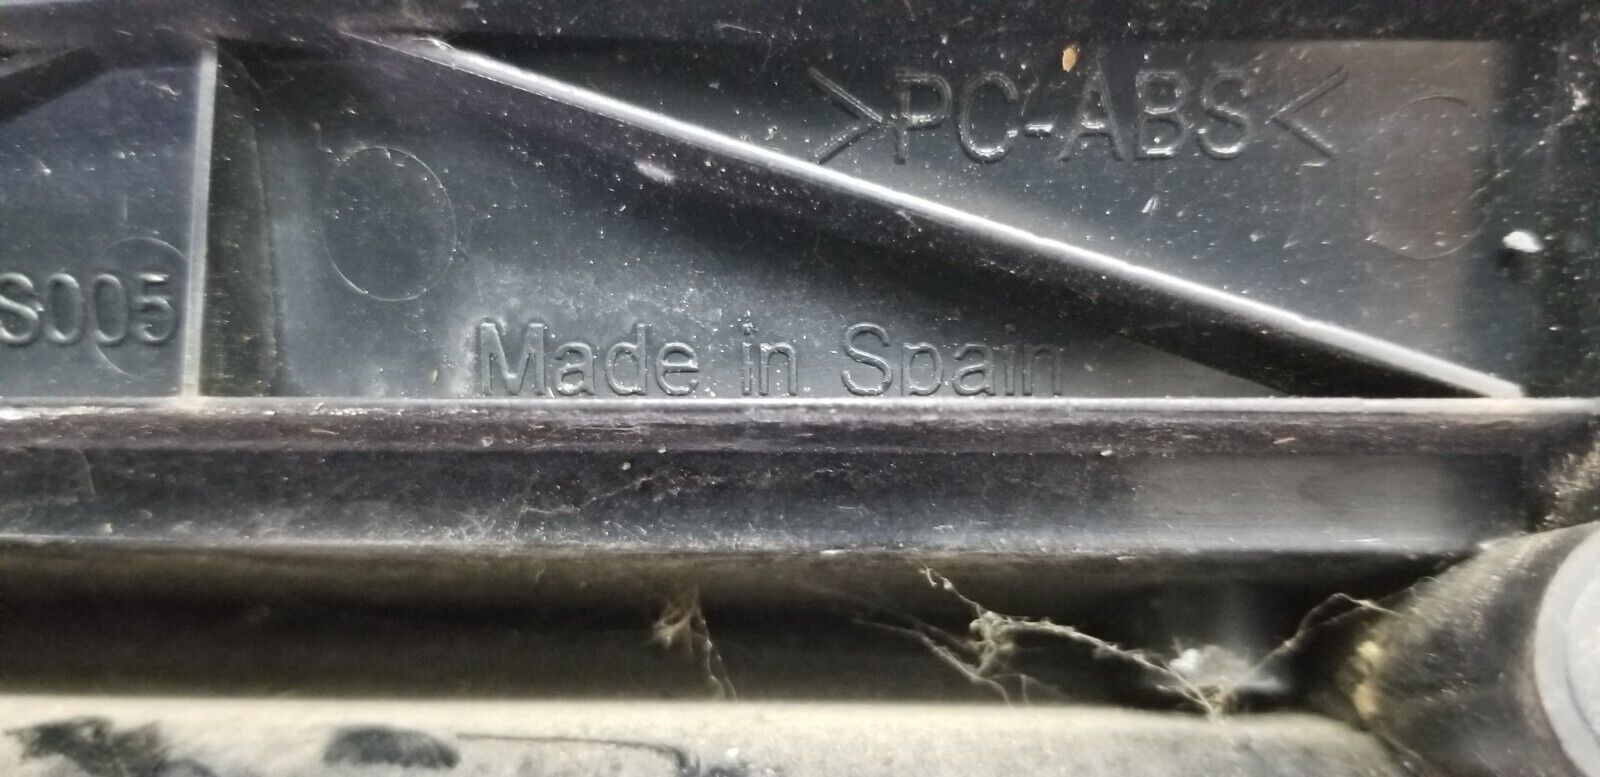 >PC-ABS<
S005
Made in Spain